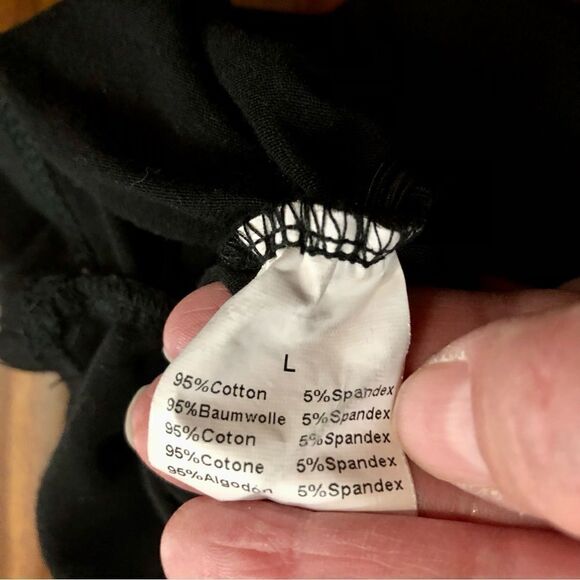 L
95%Cotton 5%Spandex
95%Baumwolle 5%Spandex
95%Coton 5%Spandex
95%Cotone 5%Spandex
95%Algodón 5%Spandex